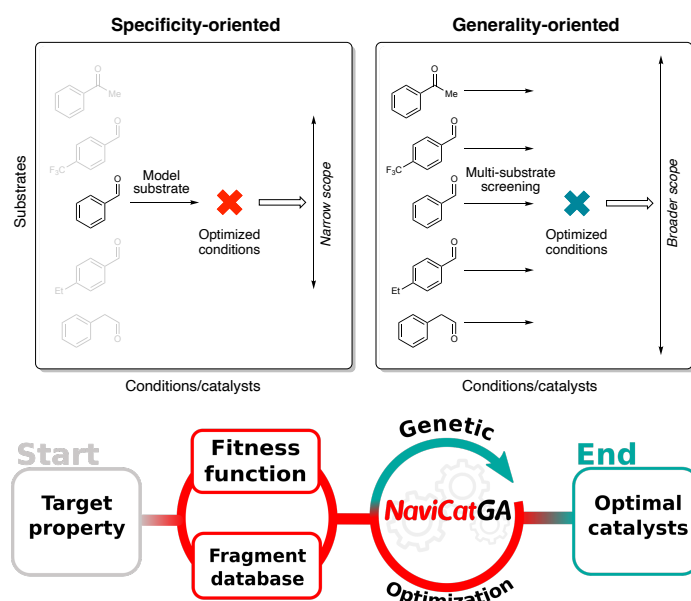 Specificity-oriented
Generality-oriented
Substrates
O
Me
O
F3C
O
Model
substrate
Optimized
conditions
Narrow scope
O
Et
O
Conditions/catalysts
O
Me
O
F3C
O
Multi-substrate
screening
Optimized
conditions
Broader scope
O
Et
O
Conditions/catalysts
Start
Target
property
Fitness
function
Fragment
database
Genetic
NaviCatGA
Optimization
End
Optimal
catalysts